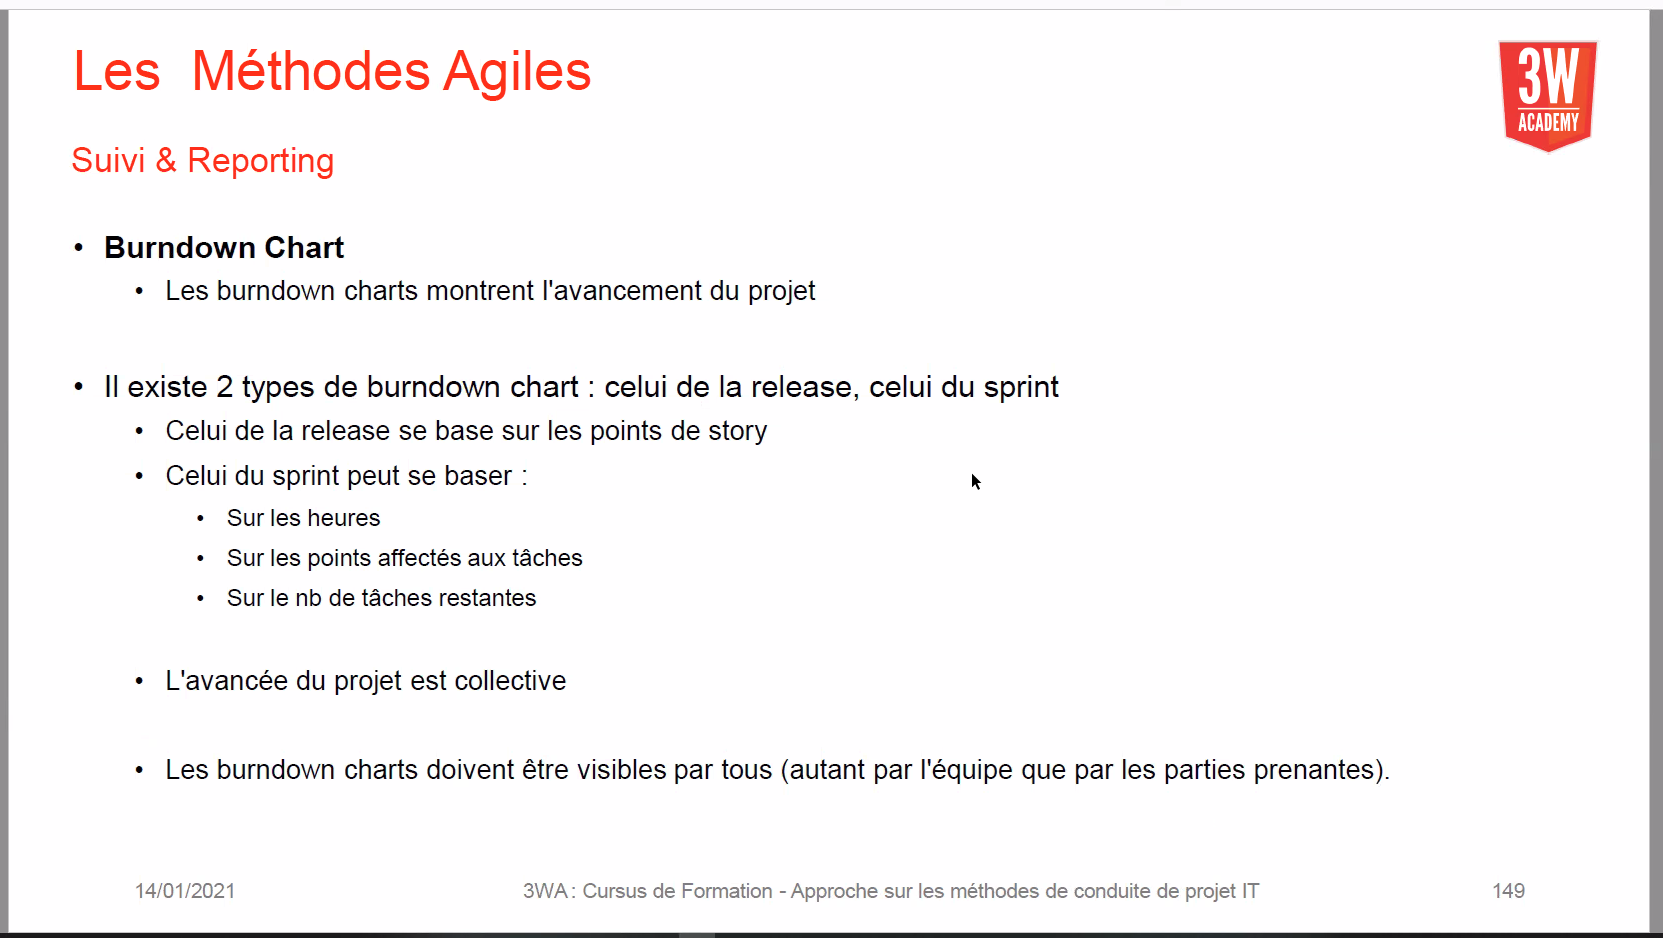 Les Méthodes Agiles
3W
ACADEMY
Suivi & Reporting
• Burndown Chart
• Les burndown charts montrent l'avancement du projet
• Il existe 2 types de burndown chart : celui de la release, celui du sprint
• Celui de la release se base sur les points de story
• Celui du sprint peut se baser :
• Sur les heures
• Sur les points affectés aux tâches
• Sur le nb de tâches restantes
• L'avancée du projet est collective
• Les burndown charts doivent être visibles par tous (autant par l'équipe que par les parties prenantes).
14/01/2021
3WA : Cursus de Formation - Approche sur les méthodes de conduite de projet IT
149